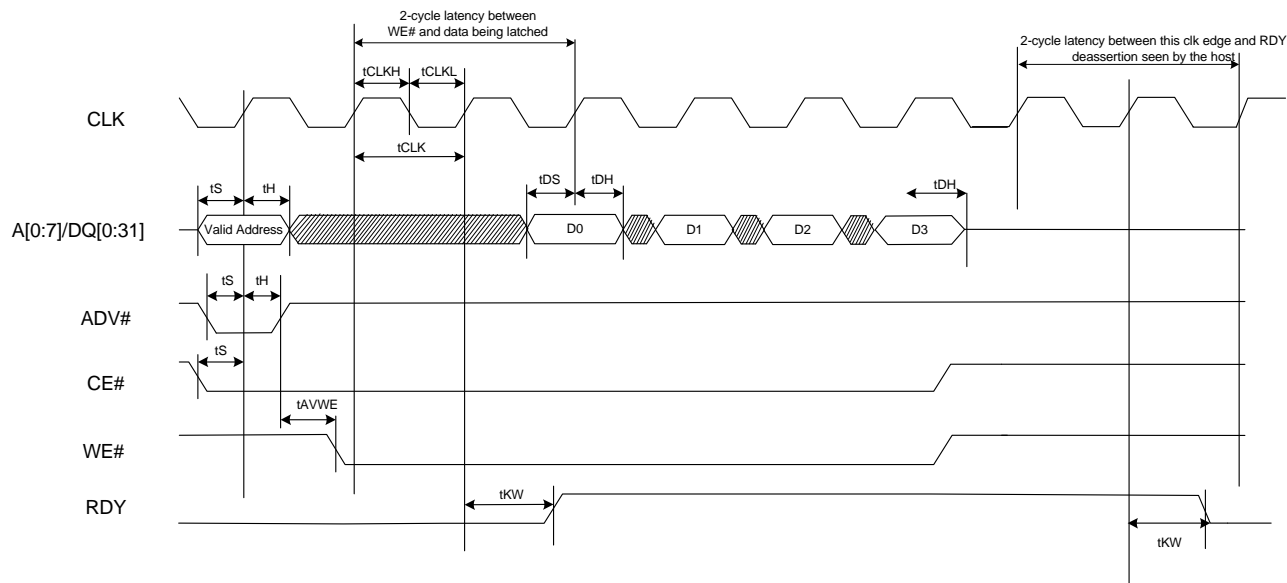 2-cycle latency between
WE# and data being latched
2-cycle latency between this clk edge and RDY
deassertion seen by the host
tCLKH
tCLKL
CLK
tCLK
tS
tH
tDS
tDH
tDH
A[0:7]/DQ[0:31]
Valid Address
D0
D1
D2
D3
tS
tH
ADV#
tS
CE#
tAVWE
WE#
tKW
RDY
tKW